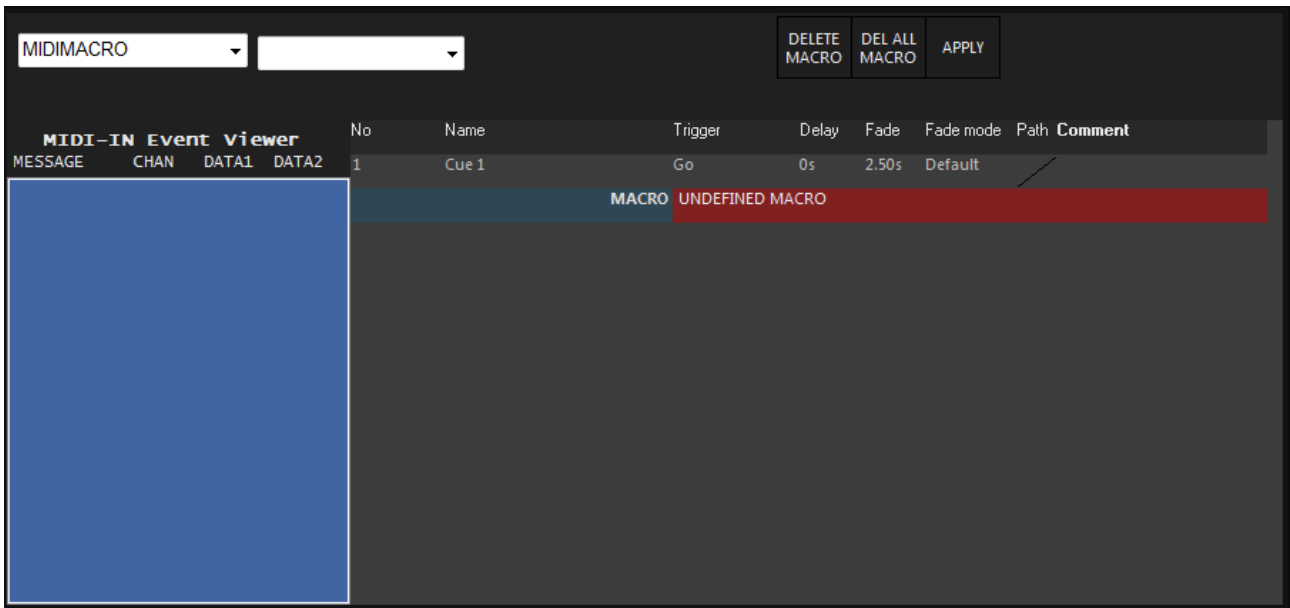 MIDIMACRO
DELETE MACRO
DEL ALL MACRO
APPLY
MIDI-IN Event Viewer
MESSAGE CHAN DATA1 DATA2
No Name Trigger Delay Fade Fade mode Path Comment
1 Cue 1 Go 0s 2.50s Default
MACRO UNDEFINED MACRO